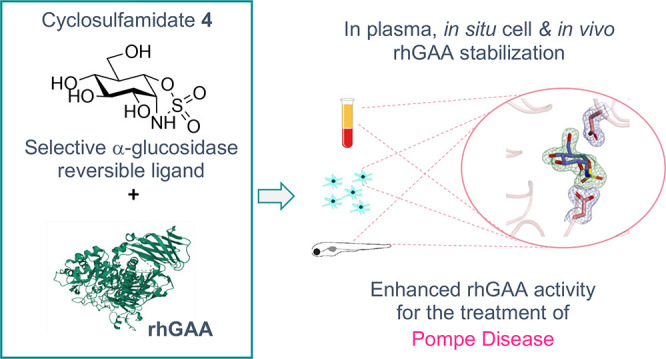 Cyclosulfamidate 4
OH
HO
HO
HO
O
S
O
O
NH
Selective α-glucosidase
reversible ligand
+
rhGAA
In plasma, in situ cell & in vivo
rhGAA stabilization
Enhanced rhGAA activity
for the treatment of
Pompe Disease